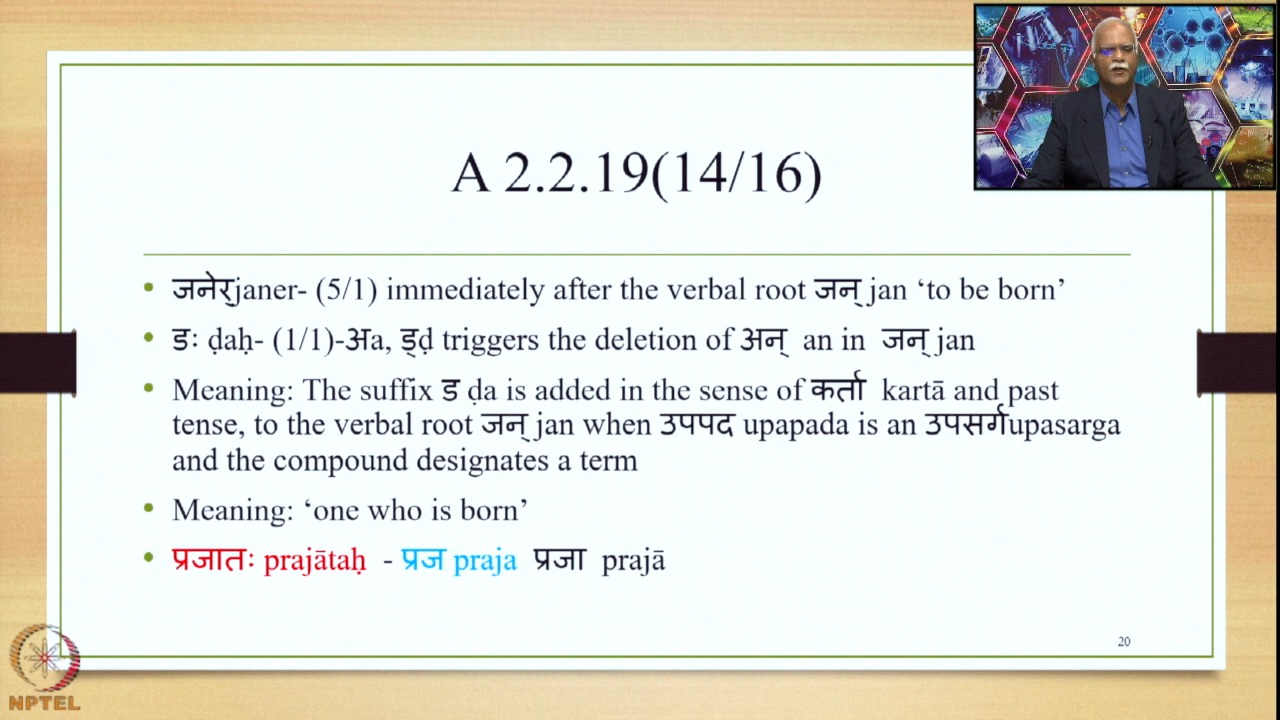 A 2.2.19(14/16)
• जनेर्janer- (5/1) immediately after the verbal root जन् jan ‘to be born’
• डः ḍaḥ- (1/1)-अa, ड्ḍ triggers the deletion of अन् an in जन् jan
• Meaning: The suffix ड ḍa is added in the sense of कर्ता kartā and past
tense, to the verbal root जन् jan when उपपद upapada is an उपसर्गupasarga
and the compound designates a term
• Meaning: ‘one who is born’
• प्रजातः prajātaḥ - प्रज praja प्रजा prajā
20
NPTEL